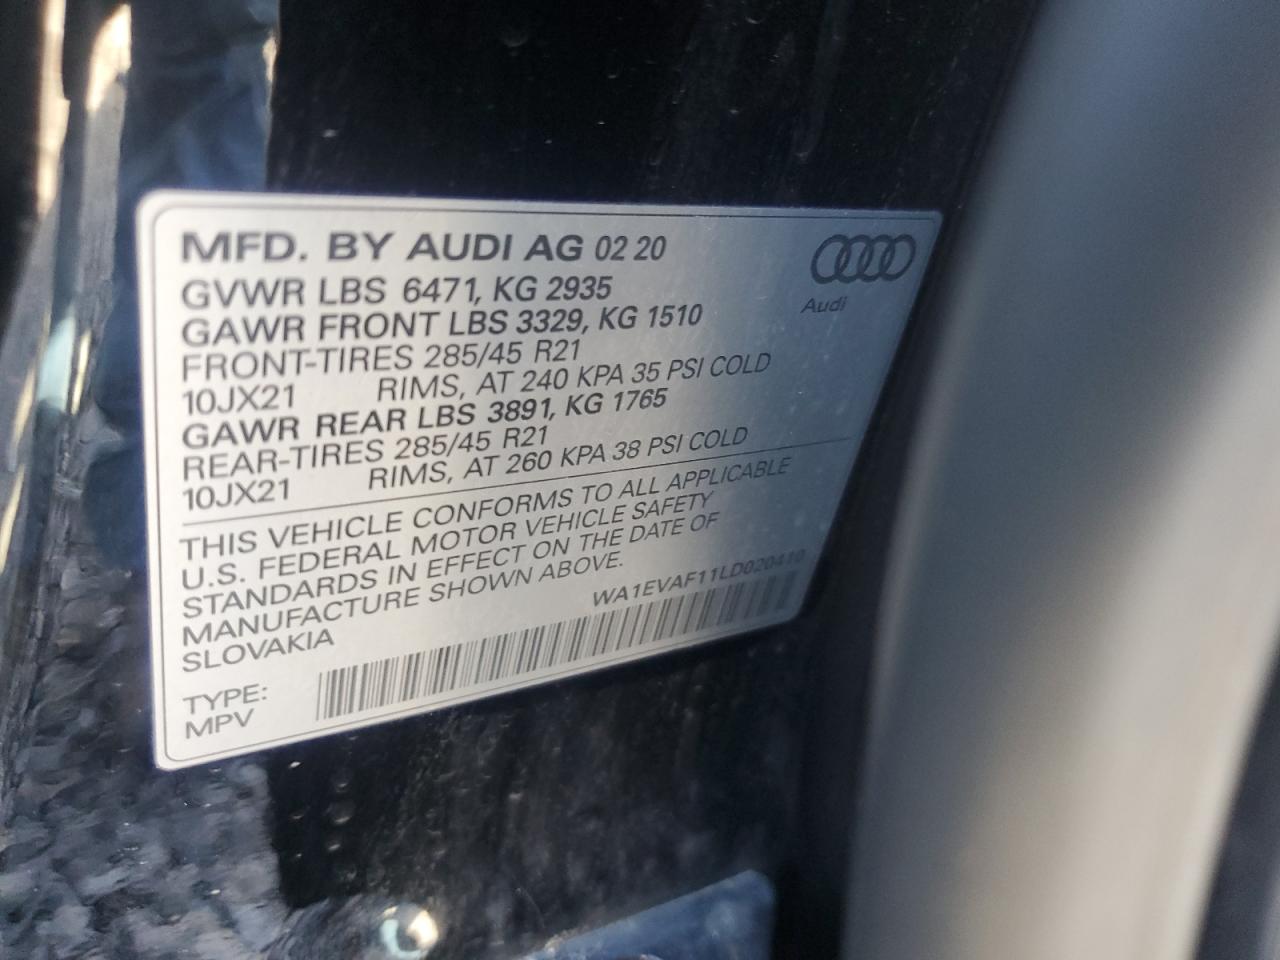 MFD. BY AUDI AG 02 20
Audi
GVWR LBS 6471, KG 2935
GAWR FRONT LBS 3329, KG 1510
FRONT-TIRES 285/45 R21
10JX21 RIMS, AT 240 KPA 35 PSI COLD
GAWR REAR LBS 3891, KG 1765
REAR-TIRES 285/45 R21
10JX21 RIMS, AT 260 KPA 38 PSI COLD
THIS VEHICLE CONFORMS TO ALL APPLICABLE
U.S. FEDERAL MOTOR VEHICLE SAFETY
STANDARDS IN EFFECT ON THE DATE OF
MANUFACTURE SHOWN ABOVE.
SLOVAKIA
WA1EVAF11LD020410
TYPE:
MPV